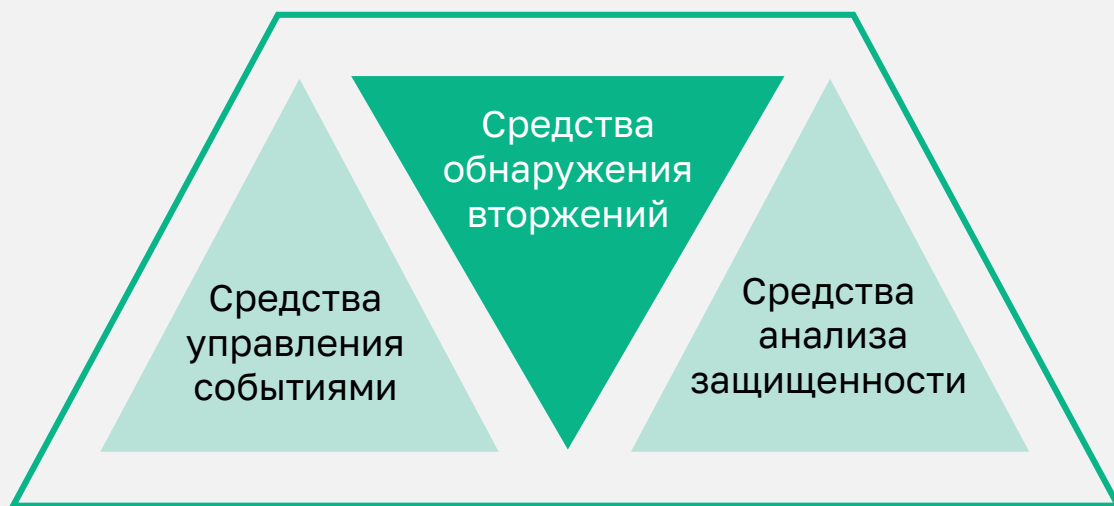 Средства
обнаружения
вторжений
Средства
управления
событиями
Средства
анализа
защищенности